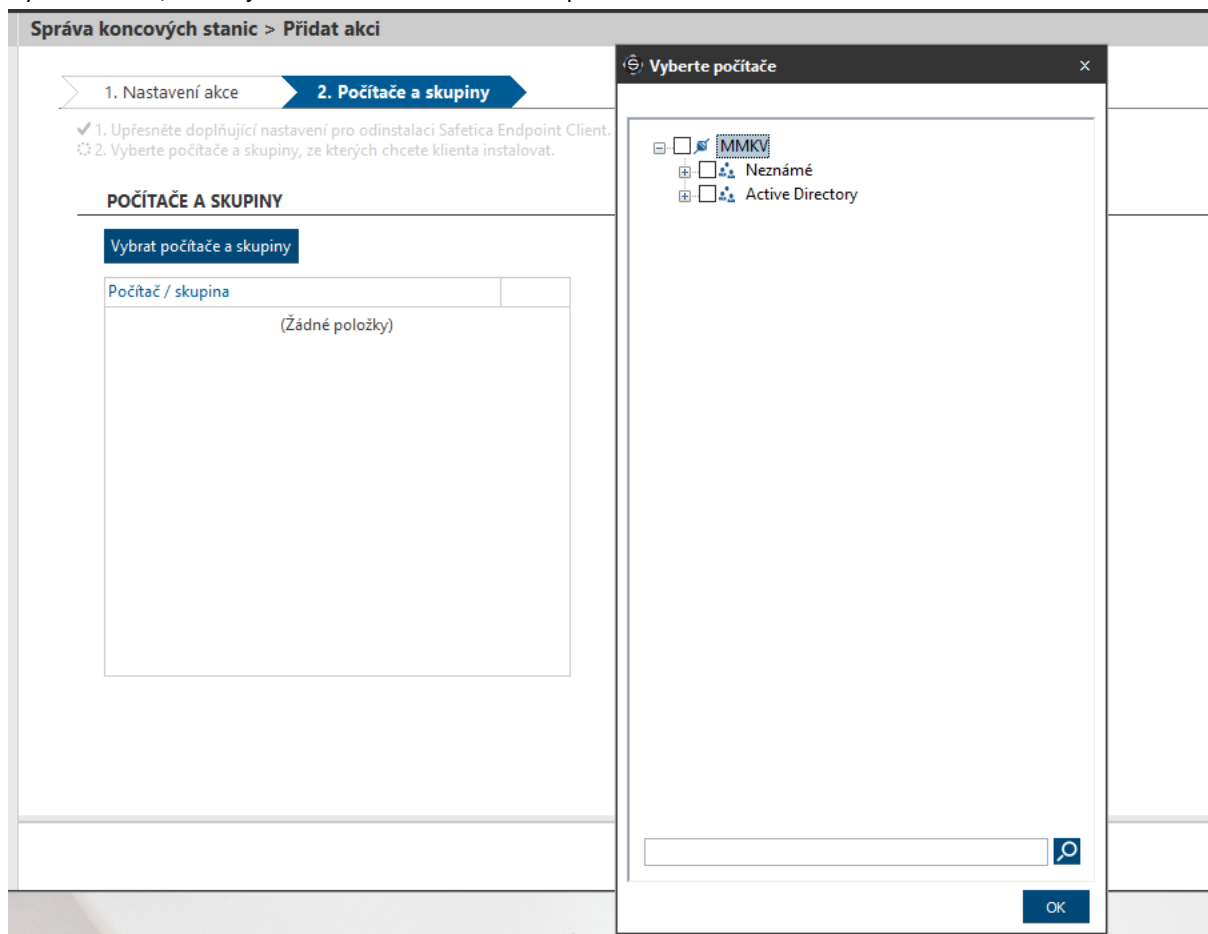 Správa koncových stanic > Přidat akci
Vyberte počítače
x
1. Nastavení akce
2. Počítače a skupiny
1. Upřesněte doplňující nastavení pro odinstalaci Safetica Endpoint Client.
2. Vyberte počítače a skupiny, ze kterých chcete klienta instalovat.
MMKV
Neznámé
Active Directory
POČÍTAČE A SKUPINY
Vybrat počítače a skupiny
Počítač / skupina
(Žádné položky)
OK